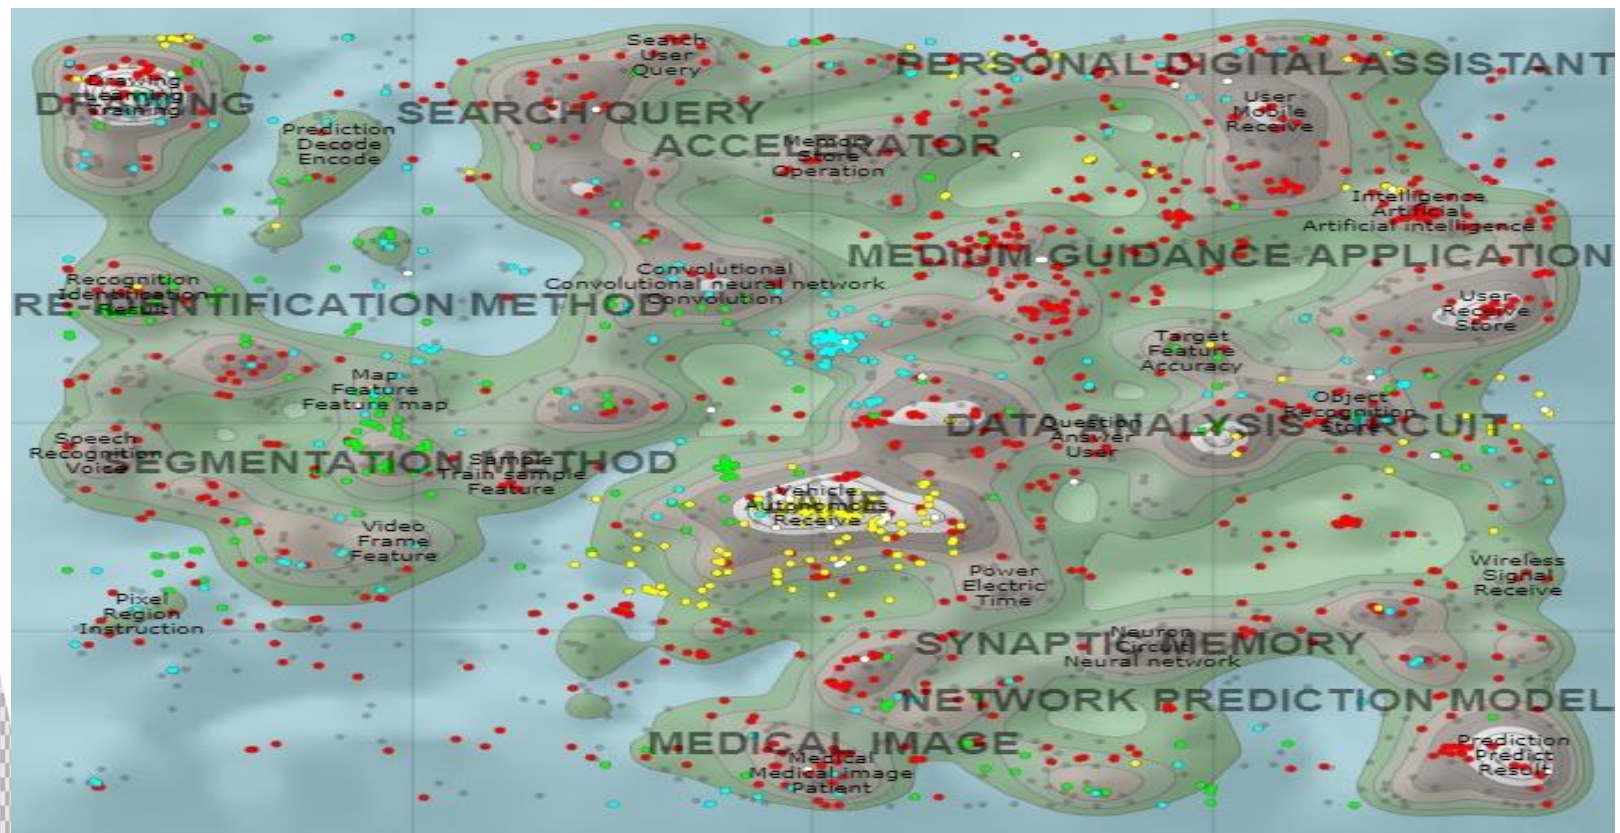 Search
User
Query
PERSONAL DIGITAL ASSISTANT
Drawing
Learning
Training
DRAWING
SEARCH QUERY
User
Mobile
Receive
Prediction
Decode
Encode
ACCELERATOR
Memory
Store
Operation
Intelligence
Artificial
Artificial intelligence
MEDIUM GUIDANCE APPLICATION
Convolutional
Convolutional neural network
Convolution
Recognition
Identification
Result
RE-IDENTIFICATION METHOD
User
Receive
Store
Target
Feature
Accuracy
Map
Feature
Feature map
Object
Recognition
Store
DATA ANALYSIS CIRCUIT
Question
Answer
User
Speech
Recognition
Voice
SEGMENTATION METHOD
Sample
Train sample
Feature
Vehicle
Autonomous
Receive
LANE
Video
Frame
Feature
Power
Electric
Time
Wireless
Signal
Receive
Pixel
Region
Instruction
SYNAPTIC MEMORY
Neuron
Circuit
Neural network
NETWORK PREDICTION MODEL
MEDICAL IMAGE
Medical
Medical image
Patient
Prediction
Predict
Result